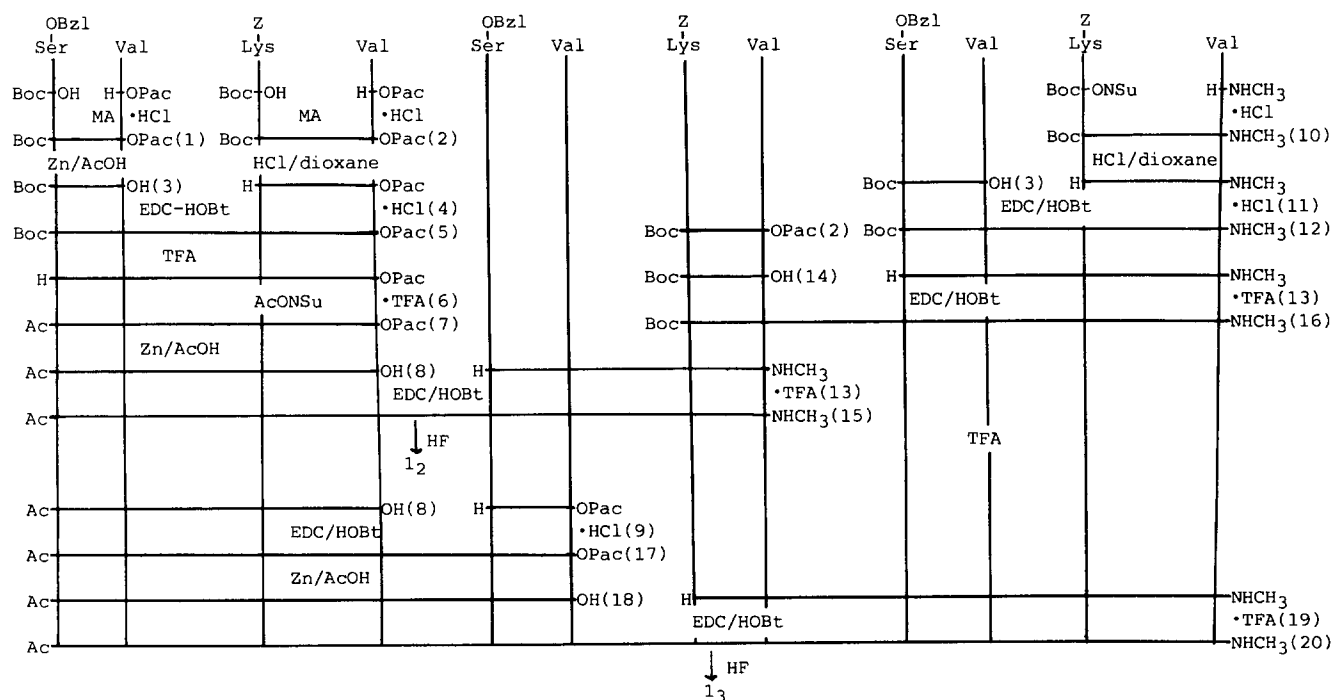 OBzl Z OBzl Z OBzl Z
Ser Val Lys Val Ser Val Lys Val Ser Val Lys Val
Boc OH H OPac Boc OH H OPac Boc ONSu H NHCH3
MA •HCl MA •HCl •HCl
Boc OPac(1) Boc OPac(2) Boc NHCH3(10)
Zn/AcOH HCl/dioxane HCl/dioxane
Boc OH(3) H OPac Boc OH(3) H NHCH3
EDC-HOBt •HCl(4) EDC/HOBt •HCl(11)
Boc OPac(5) Boc OPac(2) Boc NHCH3(12)
TFA
H OPac Boc OH(14) H NHCH3
AcONSu •TFA(6) EDC/HOBt •TFA(13)
Ac OPac(7) Boc NHCH3(16)
Zn/AcOH
Ac OH(8) H NHCH3
EDC/HOBt •TFA(13)
Ac NHCH3(15)
HF TFA
12
Ac OH(8) H OPac
EDC/HOBt •HCl(9)
Ac OPac(17)
Zn/AcOH
Ac OH(18) H NHCH3
EDC/HOBt •TFA(19)
Ac NHCH3(20)
HF
13